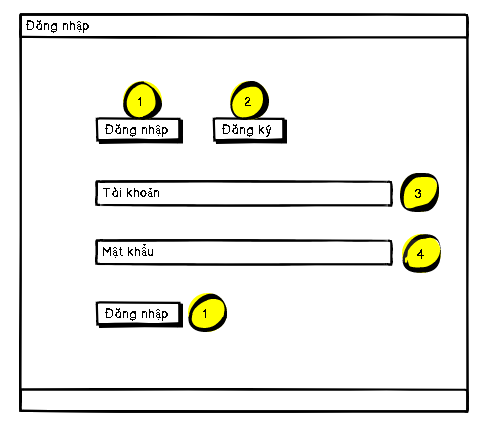 Đăng nhập
1
2
Đăng nhập
Đăng ký
Tài khoản
3
Mật khẩu
4
Đăng nhập
1